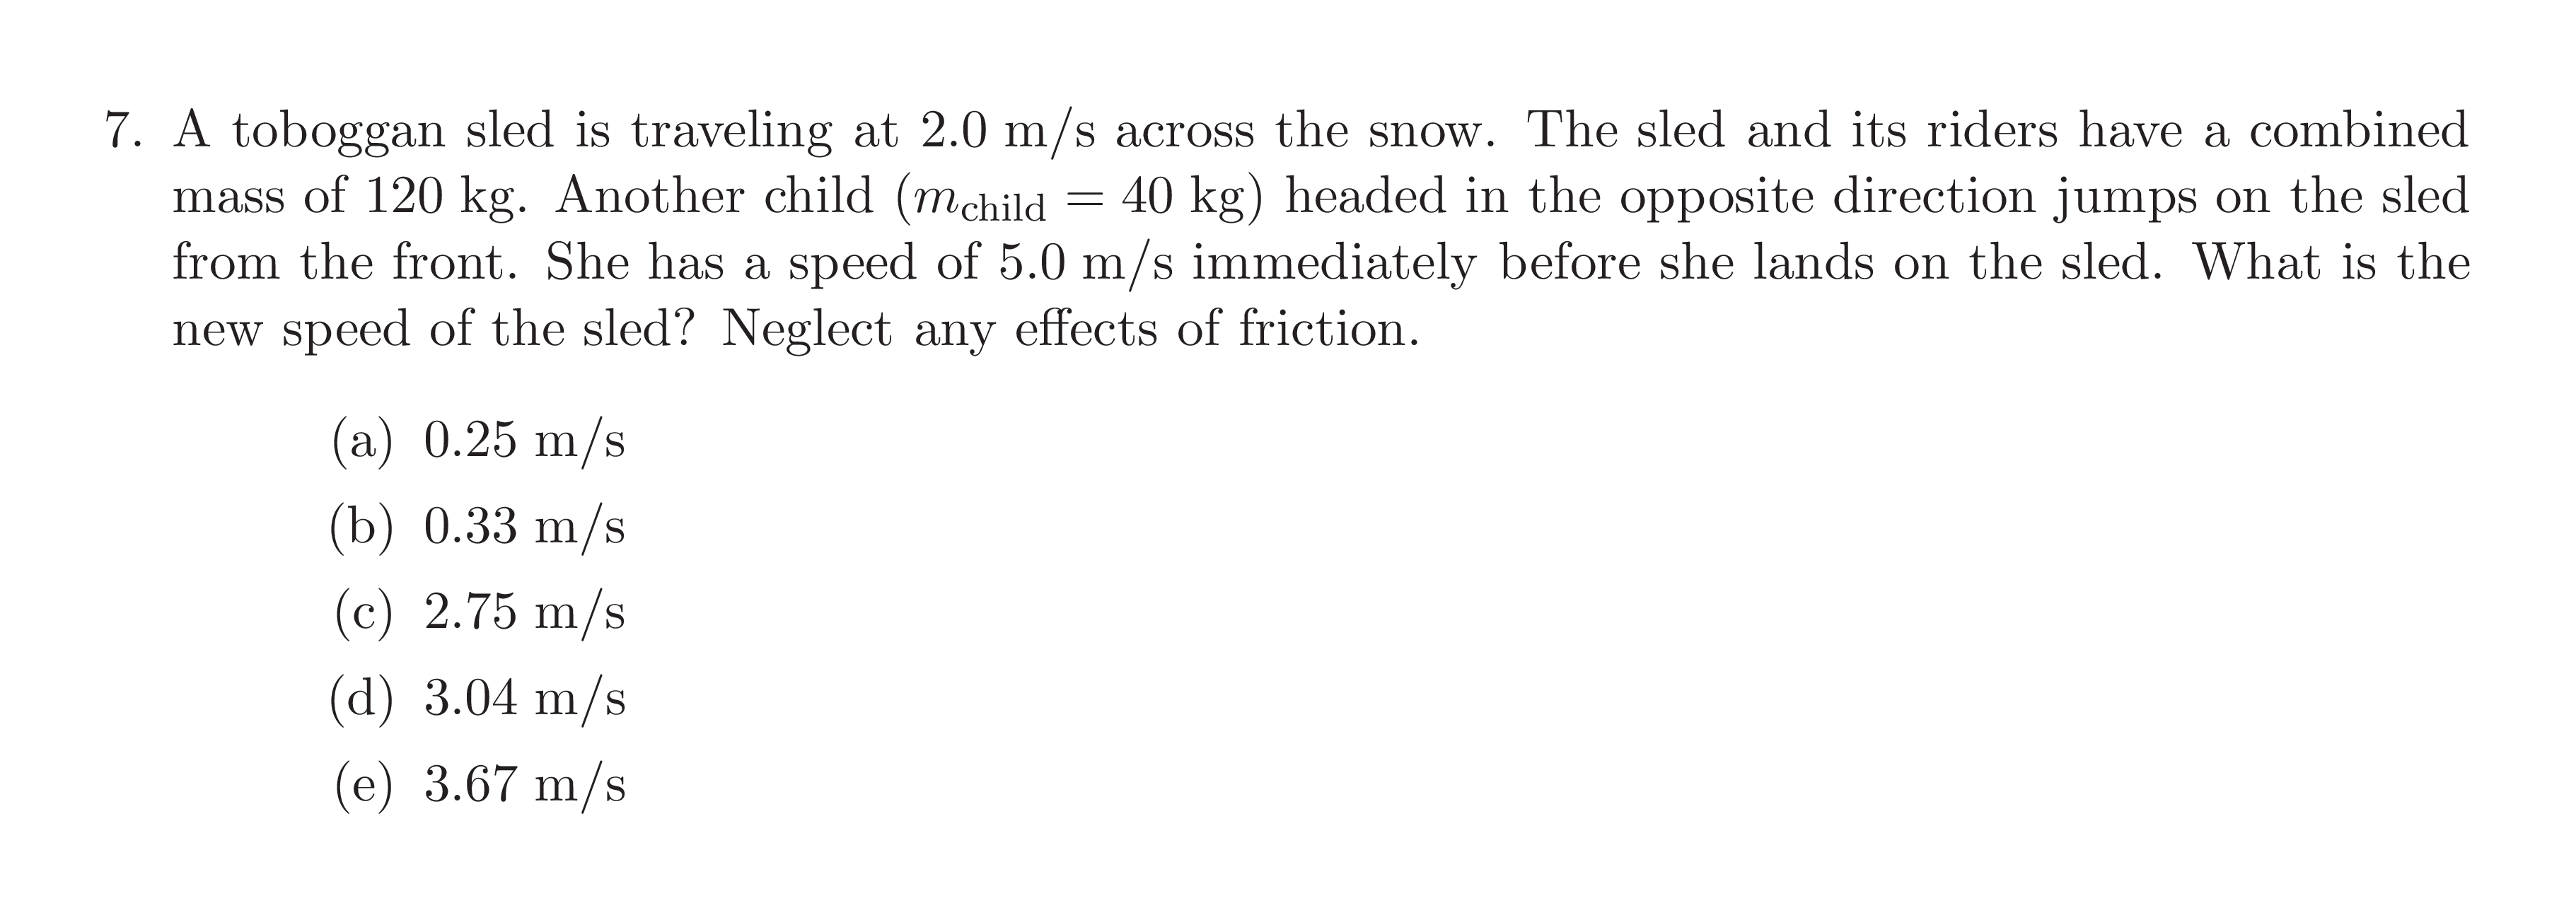 7. A toboggan sled is traveling at 2.0 m/s across the snow. The sled and its riders have a combined
mass of 120 kg. Another child (m_child = 40 kg) headed in the opposite direction jumps on the sled
from the front. She has a speed of 5.0 m/s immediately before she lands on the sled. What is the
new speed of the sled? Neglect any effects of friction.
(a) 0.25 m/s
(b) 0.33 m/s
(c) 2.75 m/s
(d) 3.04 m/s
(e) 3.67 m/s